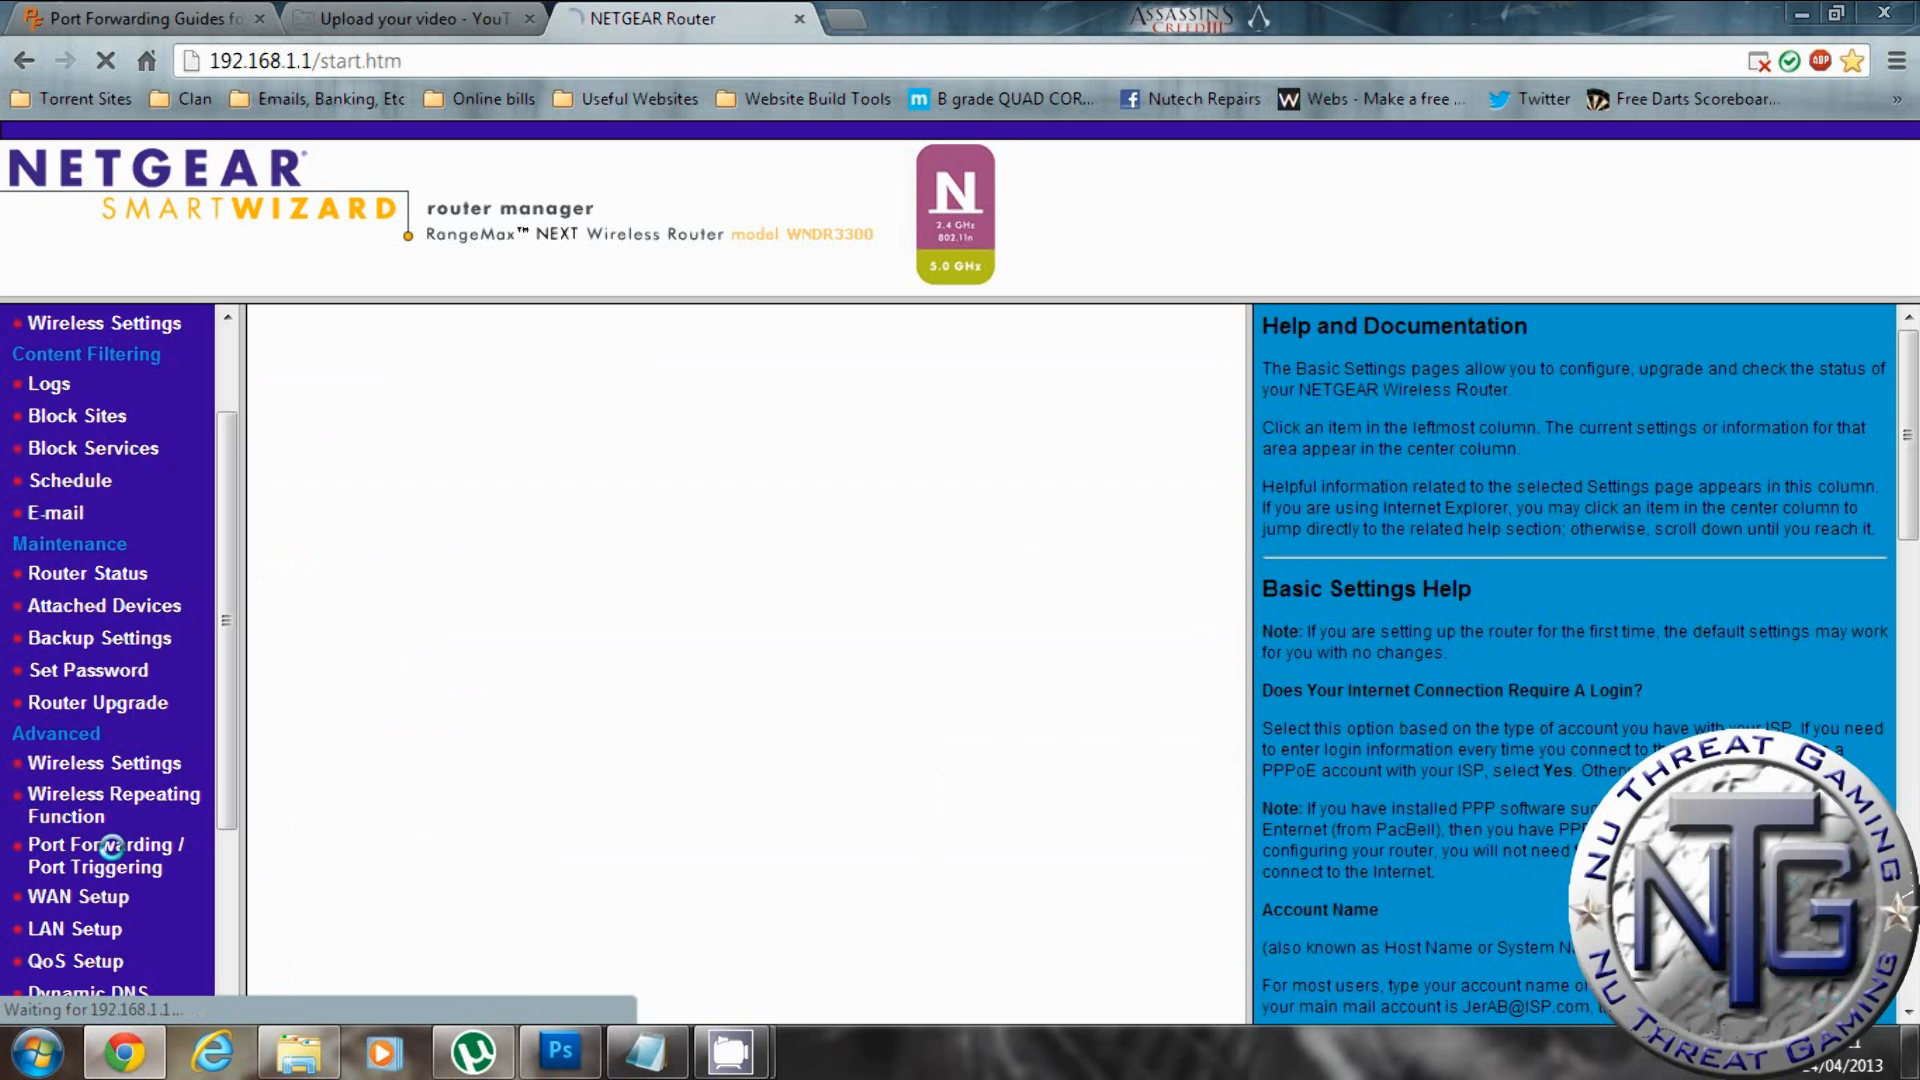 Port Forwarding Guides fo
Upload your video - YouT
NETGEAR Router
ASSASSINS
CREED III
192.168.1.1/start.htm
ABP
Torrent Sites
Clan
Emails, Banking, Etc
Online bills
Useful Websites
Website Build Tools
m B grade QUAD COR...
Nutech Repairs
W Webs - Make a free ...
Twitter
Free Darts Scoreboar...
»
NETGEAR
SMARTWIZARD
router manager
RangeMax™ NEXT Wireless Router model WNDR3300
N
2.4 GHz
802.11n
5.0 GHz
Wireless Settings
Content Filtering
Logs
Block Sites
Block Services
Schedule
E-mail
Maintenance
Router Status
Attached Devices
Backup Settings
Set Password
Router Upgrade
Advanced
Wireless Settings
Wireless Repeating
Function
Port Forwarding /
Port Triggering
WAN Setup
LAN Setup
QoS Setup
Dynamic DNS
Waiting for 192.168.1.1...
Help and Documentation
The Basic Settings pages allow you to configure, upgrade and check the status of
your NETGEAR Wireless Router.
Click an item in the leftmost column. The current settings or information for that
area appear in the center column.
Helpful information related to the selected Settings page appears in this column.
If you are using Internet Explorer, you may click an item in the center column to
jump directly to the related help section; otherwise, scroll down until you reach it.
Basic Settings Help
Note: If you are setting up the router for the first time, the default settings may work
for you with no changes.
Does Your Internet Connection Require A Login?
Select this option based on the type of account you have with your ISP. If you need
to enter login information every time you connect to a
PPPoE account with your ISP, select Yes.
Note: If you have installed PPP software
Enternet (from PacBell), then you have
configuring your router, you will not need
connect to the Internet.
Account Name
(also known as Host Name or System
For most users, type your account name
your main mail account is JerAB@ISP.com,
NU THREAT GAMING
NTG
NU THREAT GAMING
Ps
/04/2013